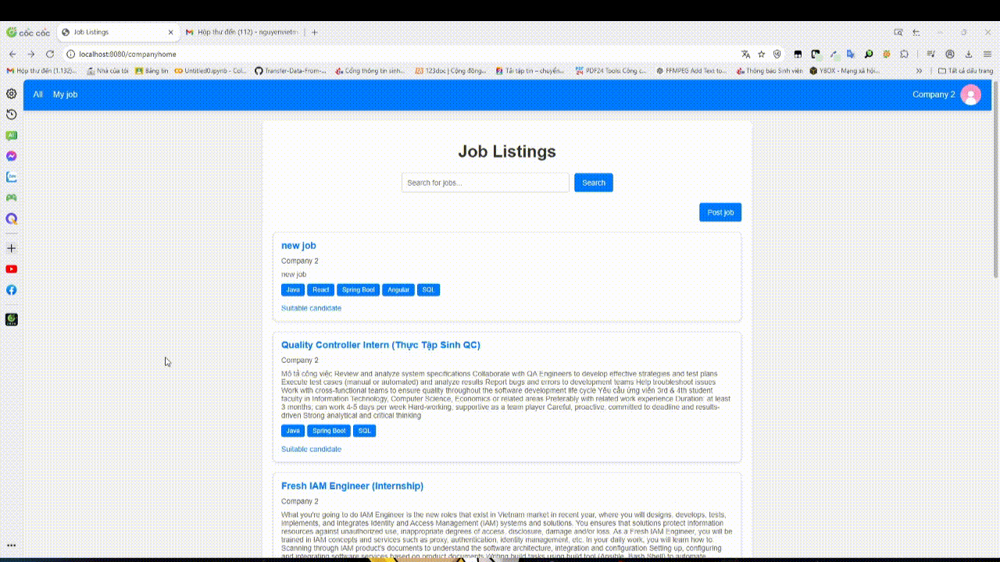 cốc cốc
Job Listings
Hộp thư đến (112) - nguyenvietn
localhost:8080/companyhome
Hộp thư đến (1.132)...
Nhà của tôi
Bảng tin
Untitled0.ipynb - Col...
Transfer-Data-From-...
Cổng thông tin sinh...
123doc | Cộng đồng...
Tải tập tin – chuyển...
PDF24 Tools: Công c...
FFMPEG Add Text to...
Thông báo Sinh viên
YBOX - Mạng xã hội...
Tất cả dấu trang
All
My job
Company 2
Job Listings
Search for jobs...
Search
Post job
new job
Company 2
new job
Java React Spring Boot Angular SQL
Suitable candidate
Quality Controller Intern (Thực Tập Sinh QC)
Company 2
Mô tả công việc Review and analyze system specifications Collaborate with QA Engineers to develop effective strategies and test plans
Execute test cases (manual or automated) and analyze results Report bugs and errors to development teams Help troubleshoot issues
Work with cross-functional teams to ensure quality throughout the software development life cycle Yêu cầu ứng viên 3rd & 4th student
faculty in Information Technology, Computer Science, Economics or related areas Preferably with related work experience Duration: at least
3 months, can work 4-5 days per week Hard-working, supportive as a team player Careful, proactive, committed to deadline and results-
driven Strong analytical and critical thinking
Java Spring Boot SQL
Suitable candidate
Fresh IAM Engineer (Internship)
Company 2
What you're going to do IAM Engineer is the new roles that exist in Vietnam market in recent year, where you will designs, develops, tests,
implements, and integrates Identity and Access Management (IAM) systems and solutions. You ensures that solutions protect information
resources against unauthorized use, inappropriate degrees of access, disclosure, damage and/or loss. As a Fresh IAM Engineer, you will be
trained in IAM concepts and services such as proxy, authentication, identity management, etc. In your daily work, you will learn how to:
Scanning through IAM product's documents to understand the software architecture, integration and configuration Setting up, configuring
and integrating software services based on product documents Writing build tasks using build tool (Ansible, Bash Shell) to automate